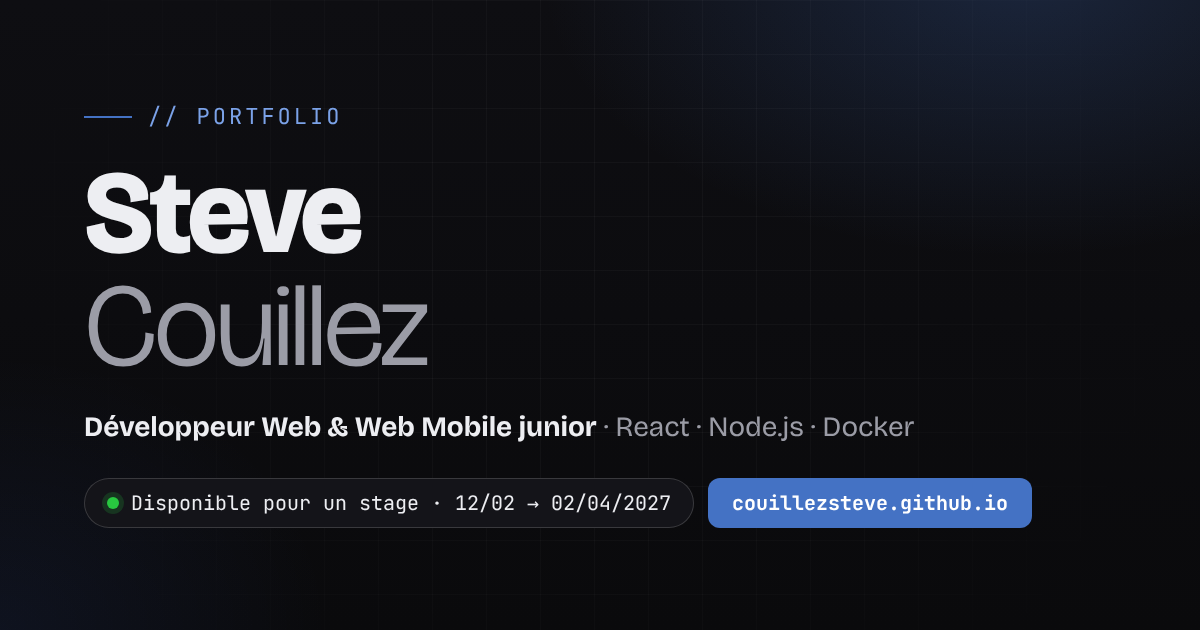 // PORTFOLIO
Steve
Couillez
Développeur Web & Web Mobile junior · React · Node.js · Docker
Disponible pour un stage · 12/02 → 02/04/2027
couillezsteve.github.io